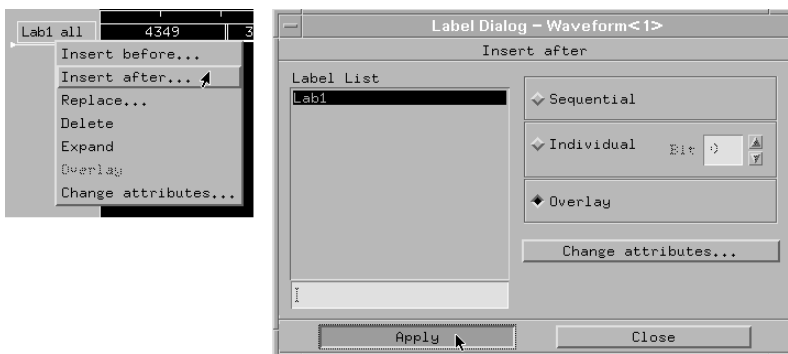 Lab1 all
4349
3
Insert before...
Insert after...
Replace...
Delete
Expand
Overlay
Change attributes...
Label Dialog – Waveform<1>
Insert after
Label List
Lab1
Sequential
Individual Bit 0
Overlay
Change attributes...
Apply
Close